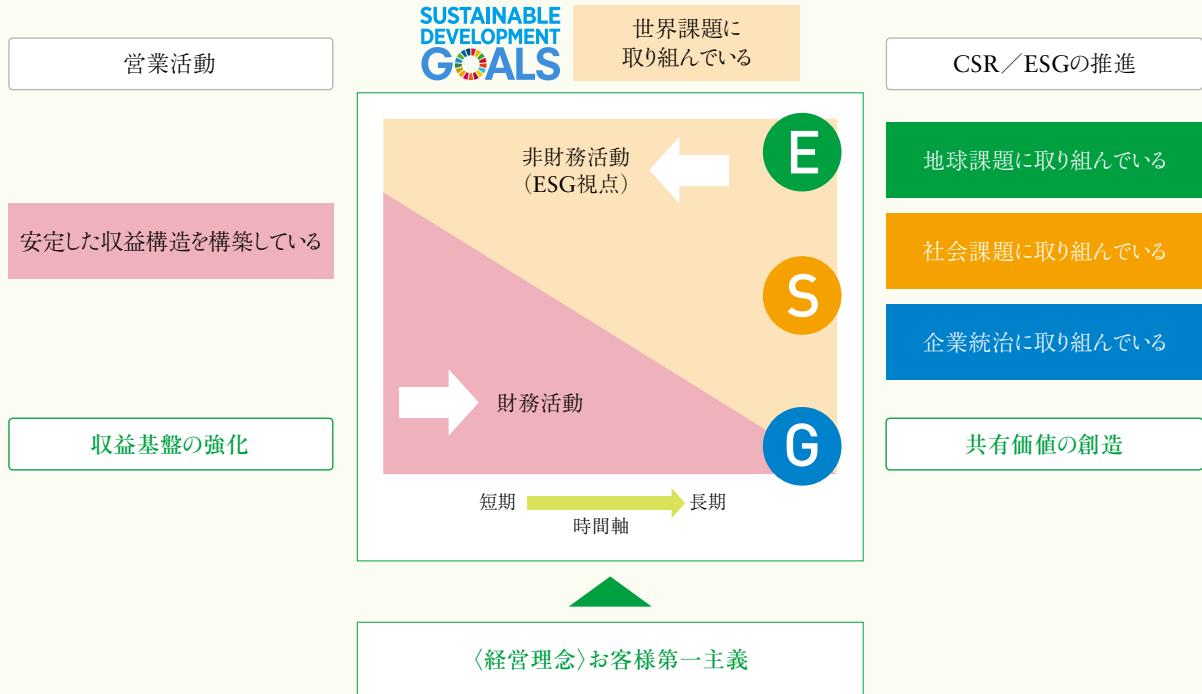 SUSTAINABLE
DEVELOPMENT
GOALS
世界課題に
取り組んでいる
営業活動
安定した収益構造を構築している
収益基盤の強化
非財務活動
（ESG視点）
財務活動
E
S
G
短期
長期
時間軸
CSR／ESGの推進
地球課題に取り組んでいる
社会課題に取り組んでいる
企業統治に取り組んでいる
共有価値の創造
〈経営理念〉お客様第一主義